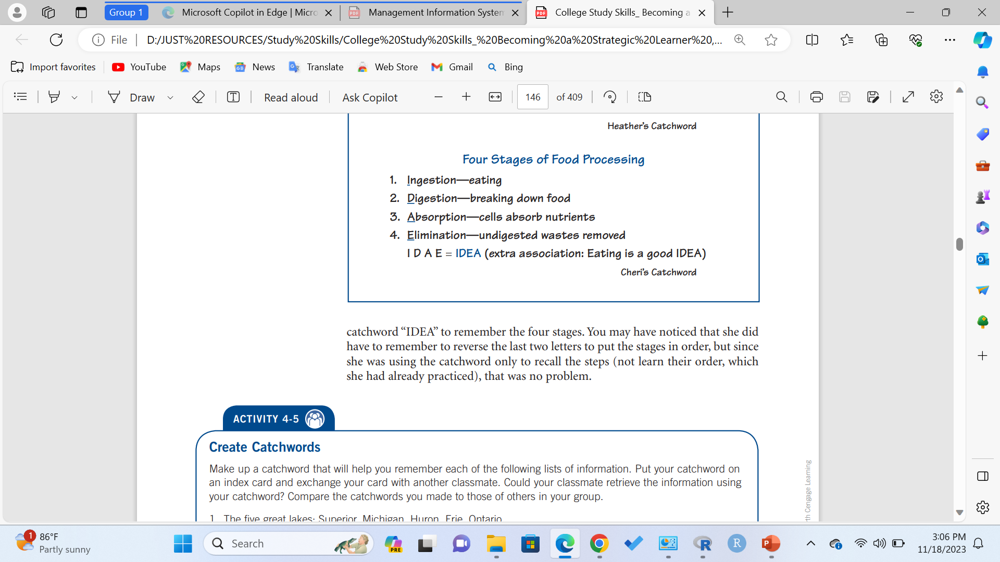 Group 1
Microsoft Copilot in Edge | Micro
Management Information System
College Study Skills_ Becoming a
File
D:/JUST%20RESOURCES/Study%20Skills/College%20Study%20Skills_%20Becoming%20a%20Strategic%20Learner%20,...
Import favorites
YouTube
Maps
News
Translate
Web Store
Gmail
Bing
Draw
Read aloud
Ask Copilot
146
of 409
Heather's Catchword
Four Stages of Food Processing
1. Ingestion—eating
2. Digestion—breaking down food
3. Absorption—cells absorb nutrients
4. Elimination—undigested wastes removed
I D A E = IDEA (extra association: Eating is a good IDEA)
Cheri's Catchword
catchword “IDEA” to remember the four stages. You may have noticed that she did
have to remember to reverse the last two letters to put the stages in order, but since
she was using the catchword only to recall the steps (not learn their order, which
she had already practiced), that was no problem.
ACTIVITY 4-5
Create Catchwords
Make up a catchword that will help you remember each of the following lists of information. Put your catchword on
an index card and exchange your card with another classmate. Could your classmate retrieve the information using
your catchword? Compare the catchwords you made to those of others in your group.
1. The five great lakes: Superior, Michigan, Huron, Erie, Ontario
Cengage Learning
1
86°F
Partly sunny
Search
PRE
3:06 PM
11/18/2023